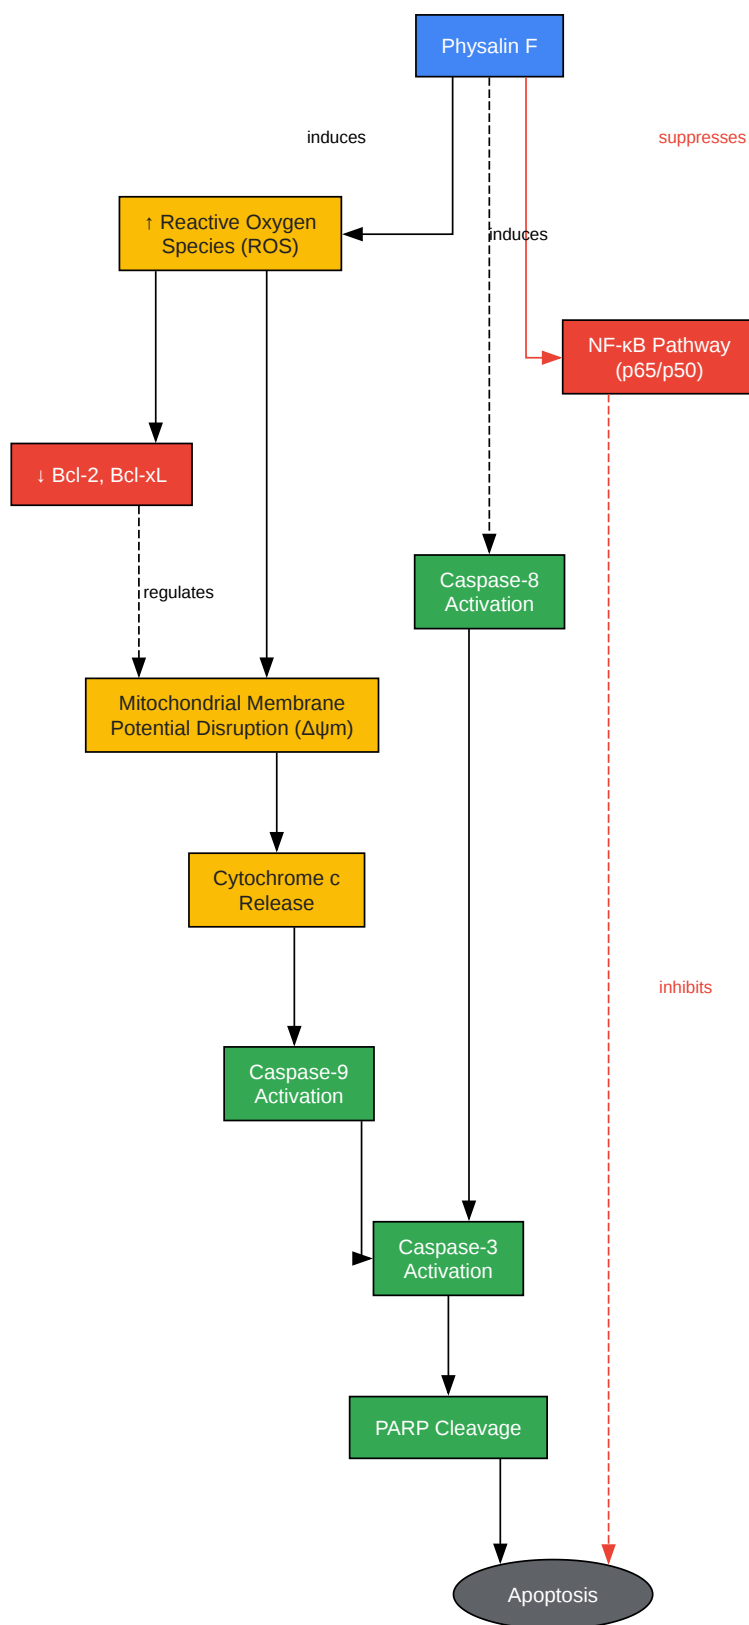 Physalin F
induces
suppresses
↑ Reactive Oxygen
Species (ROS)
induces
NF-κB Pathway
(p65/p50)
↓ Bcl-2, Bcl-xL
Caspase-8
Activation
regulates
Mitochondrial Membrane
Potential Disruption (Δψm)
Cytochrome c
Release
inhibits
Caspase-9
Activation
Caspase-3
Activation
PARP Cleavage
Apoptosis